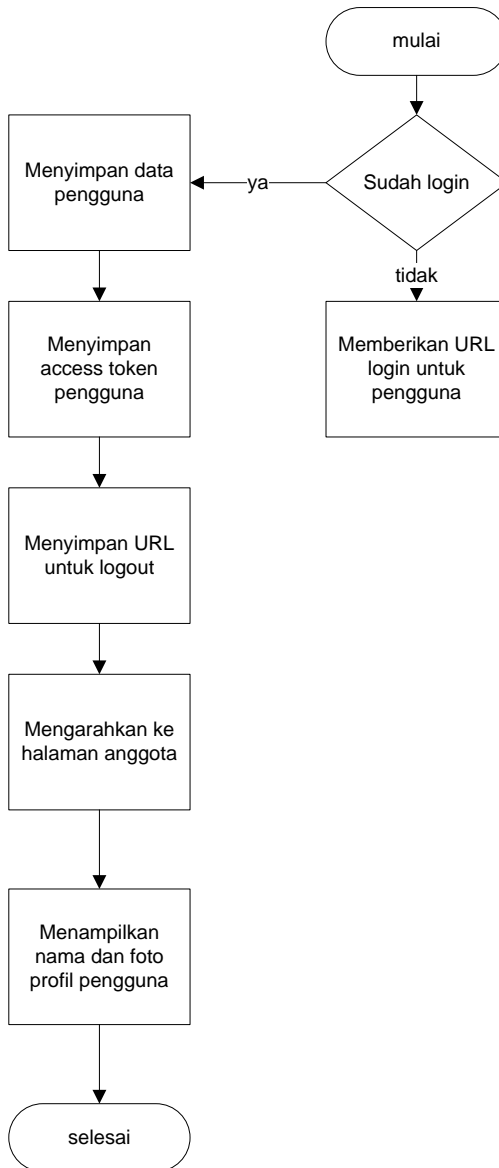 mulai
Sudah login
ya
tidak
Menyimpan data
pengguna
Menyimpan
access token
pengguna
Memberikan URL
login untuk
pengguna
Menyimpan URL
untuk logout
Mengarahkan ke
halaman anggota
Menampilkan
nama dan foto
profil pengguna
selesai